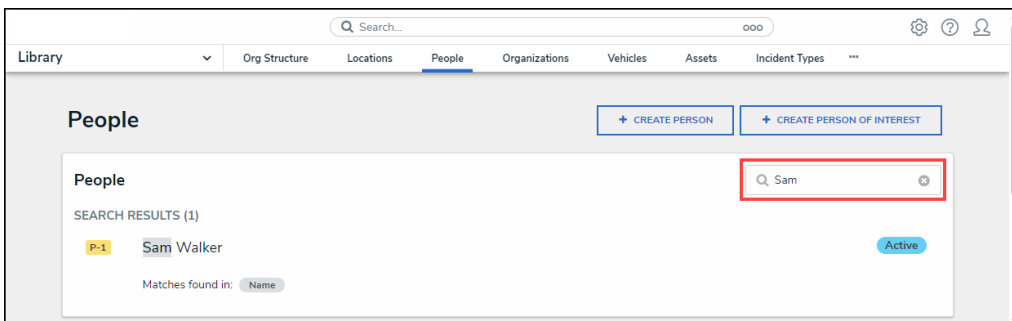 Search...
ooo
Library
Org Structure
Locations
People
Organizations
Vehicles
Assets
Incident Types
People
+ CREATE PERSON
+ CREATE PERSON OF INTEREST
People
Sam
SEARCH RESULTS (1)
P-1
Sam Walker
Active
Matches found in: Name